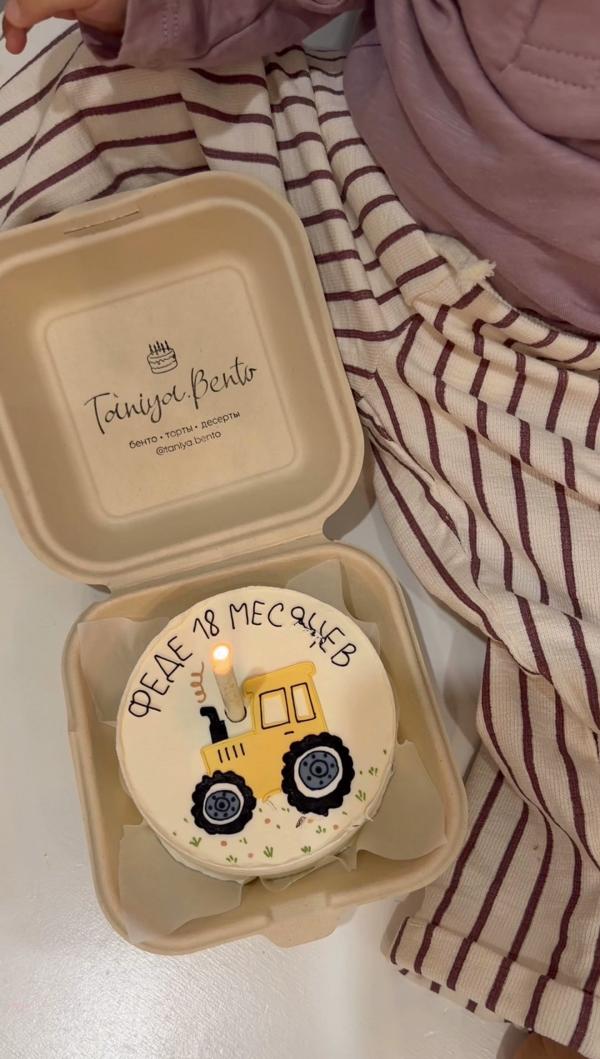 Taniya.Bento
бенто • торты • десерты
@taniya.bento
ФЕДЕ 18 МЕСЯЦЕВ